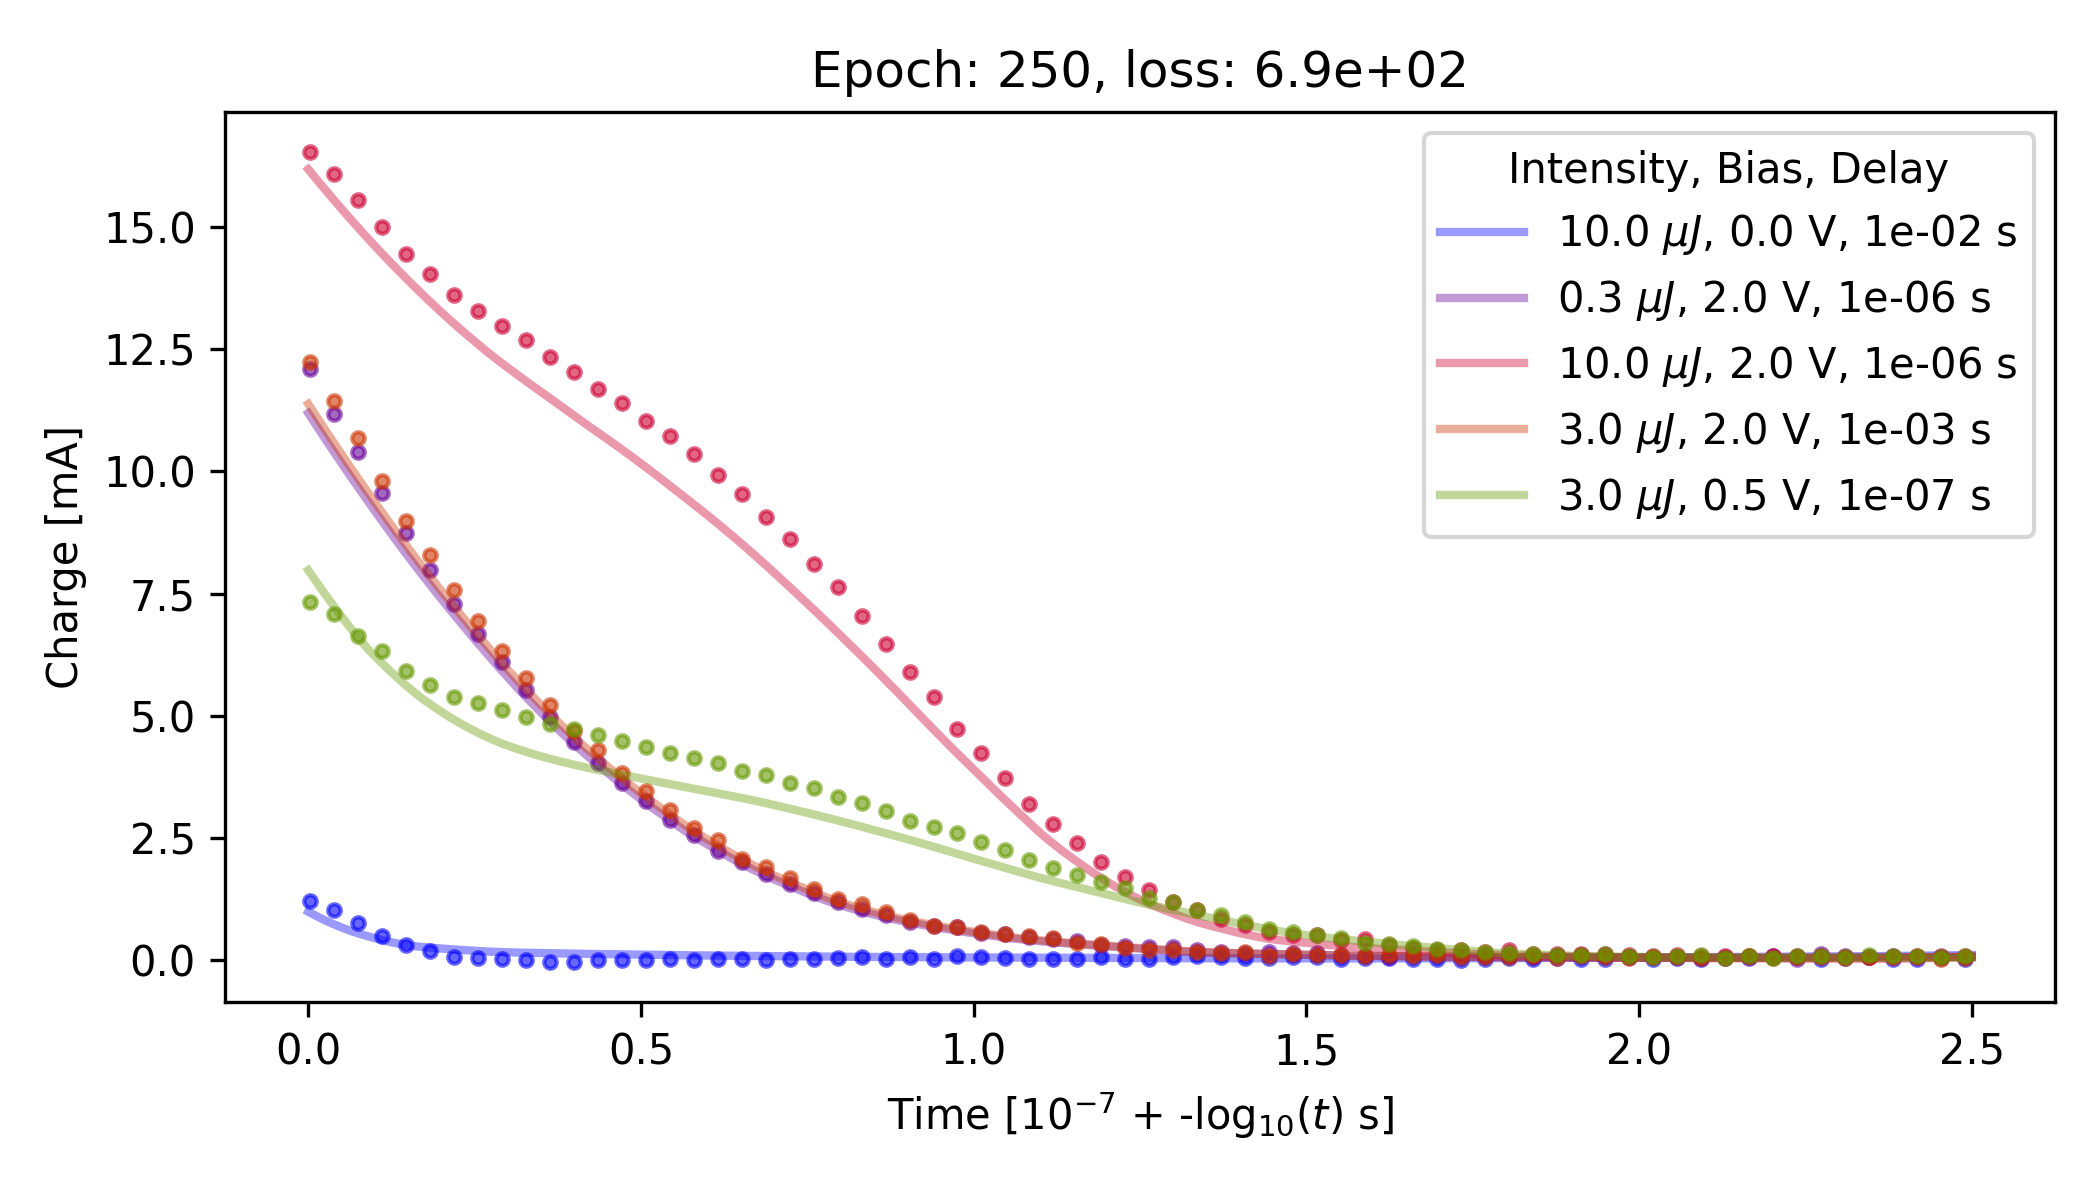 Epoch: 250, loss: 6.9e+02
Intensity, Bias, Delay
10.0 μJ, 0.0 V, 1e-02 s
0.3 μJ, 2.0 V, 1e-06 s
10.0 μJ, 2.0 V, 1e-06 s
3.0 μJ, 2.0 V, 1e-03 s
3.0 μJ, 0.5 V, 1e-07 s
Charge [mA]
15.0
12.5
10.0
7.5
5.0
2.5
0.0
0.0 0.5 1.0 1.5 2.0 2.5
Time [10⁻⁷ + -log₁₀(t) s]